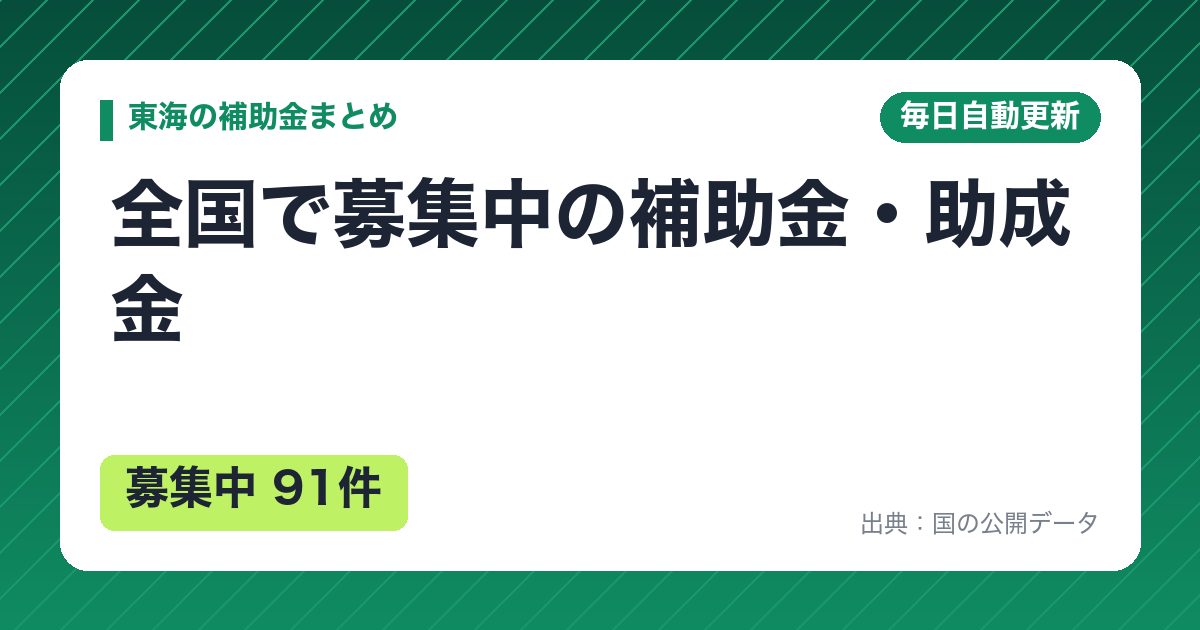 東海の補助金まとめ
毎日自動更新
全国で募集中の補助金・助成
金
募集中 91件
出典：国の公開データ